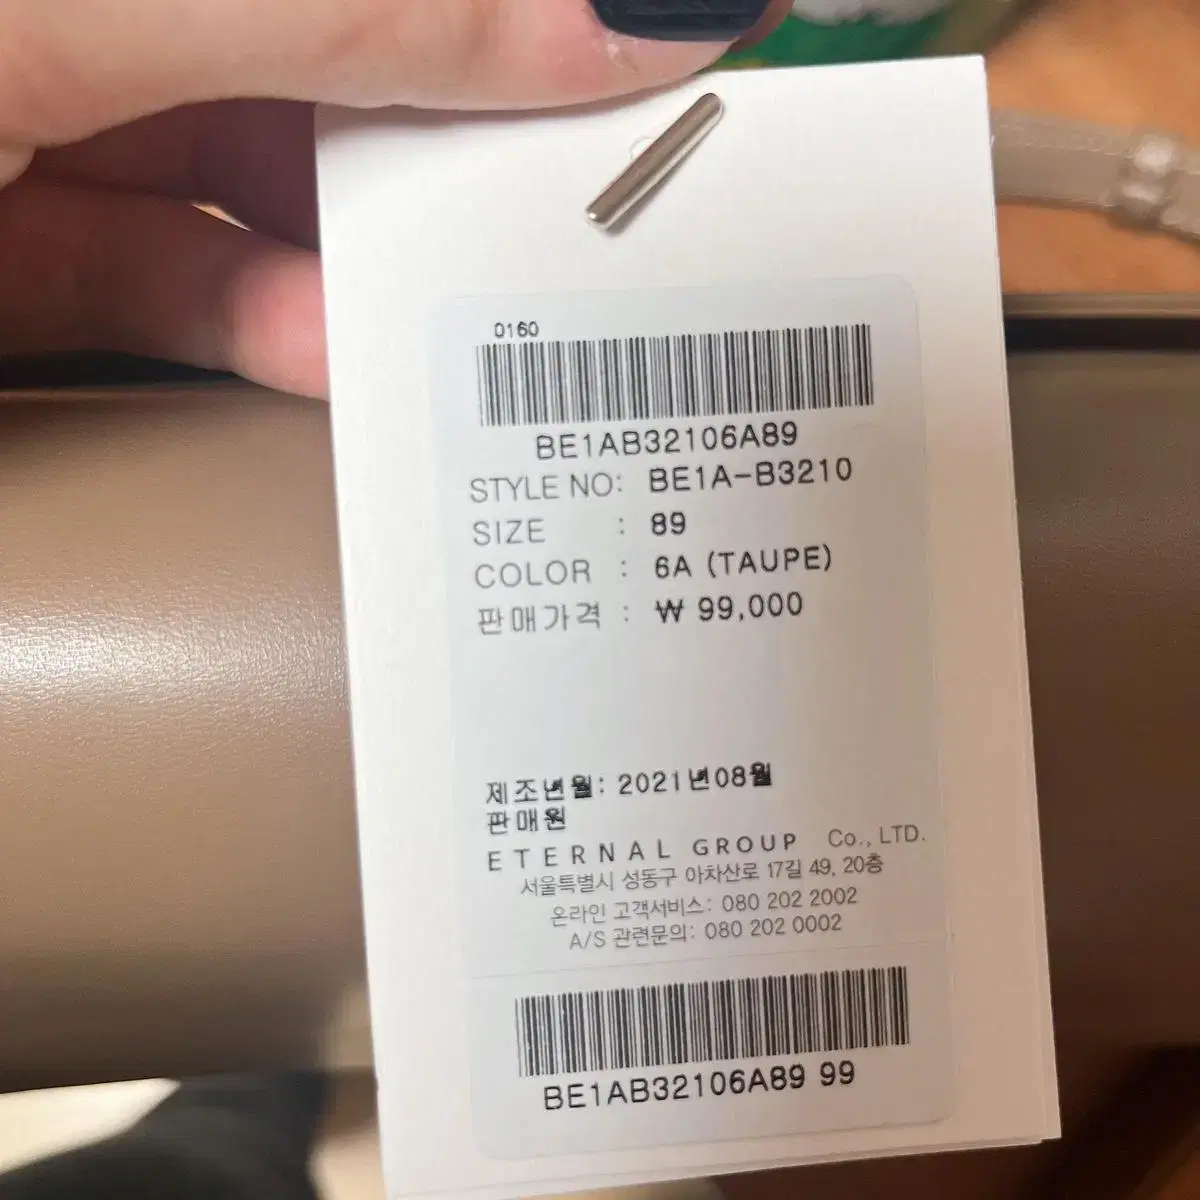 0160
BE1AB32106A89
STYLE NO: BE1A-B3210
SIZE : 89
COLOR : 6A (TAUPE)
판매가격 : ₩ 99,000
제조년월: 2021년08월
판매원
ETERNAL GROUP Co., LTD.
서울특별시 성동구 아차산로 17길 49, 20층
온라인 고객서비스: 080 202 2002
A/S 관련문의: 080 202 0002
BE1AB32106A89 99